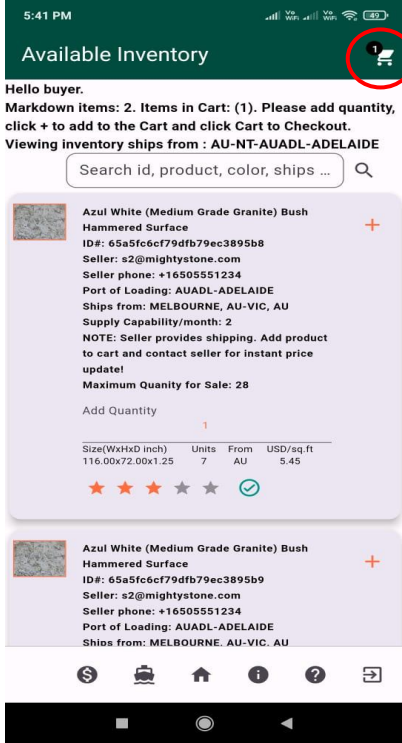 5:41 PM
Vo WiFi
Vo WiFi
49
Available Inventory
1
Hello buyer.
Markdown items: 2. Items in Cart: (1). Please add quantity,
click + to add to the Cart and click Cart to Checkout.
Viewing inventory ships from : AU-NT-AUADL-ADELAIDE
Search id, product, color, ships ...
Azul White (Medium Grade Granite) Bush
Hammered Surface
ID#: 65a5fc6cf79dfb79ec3895b8
Seller: s2@mightystone.com
Seller phone: +16505551234
Port of Loading: AUADL-ADELAIDE
Ships from: MELBOURNE, AU-VIC, AU
Supply Capability/month: 2
NOTE: Seller provides shipping. Add product
to cart and contact seller for instant price
update!
Maximum Quanity for Sale: 28
Add Quantity
1
Size(WxHxD inch) Units From USD/sq.ft
116.00x72.00x1.25 7 AU 5.45
Azul White (Medium Grade Granite) Bush
Hammered Surface
ID#: 65a5fc6cf79dfb79ec3895b9
Seller: s2@mightystone.com
Seller phone: +16505551234
Port of Loading: AUADL-ADELAIDE
Ships from: MELBOURNE, AU-VIC, AU